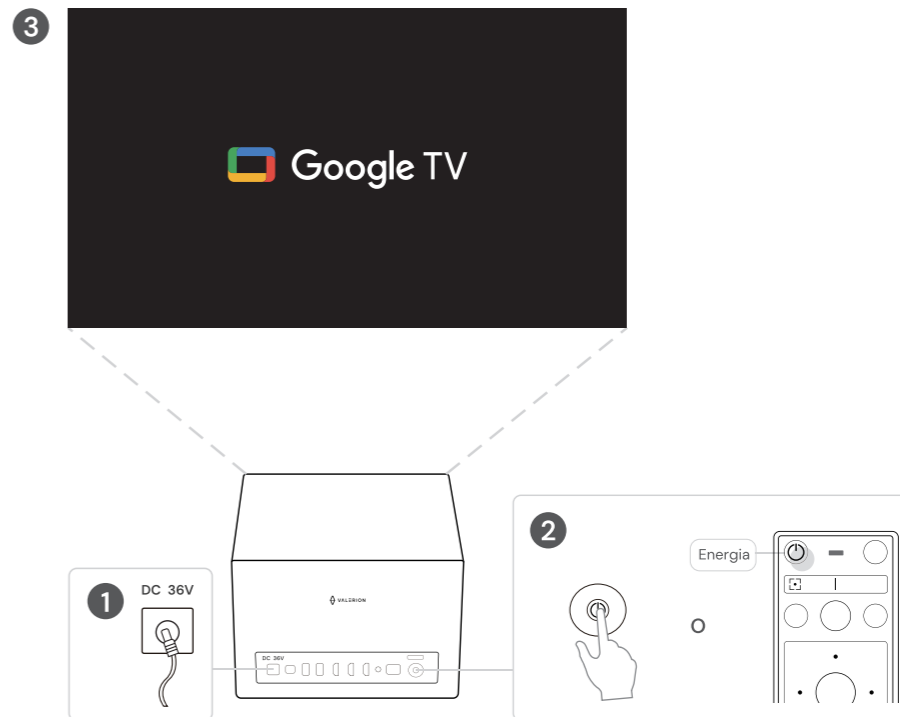 3
Google TV
2
Energia
1
DC 36V
VALERION
O
DC 36V